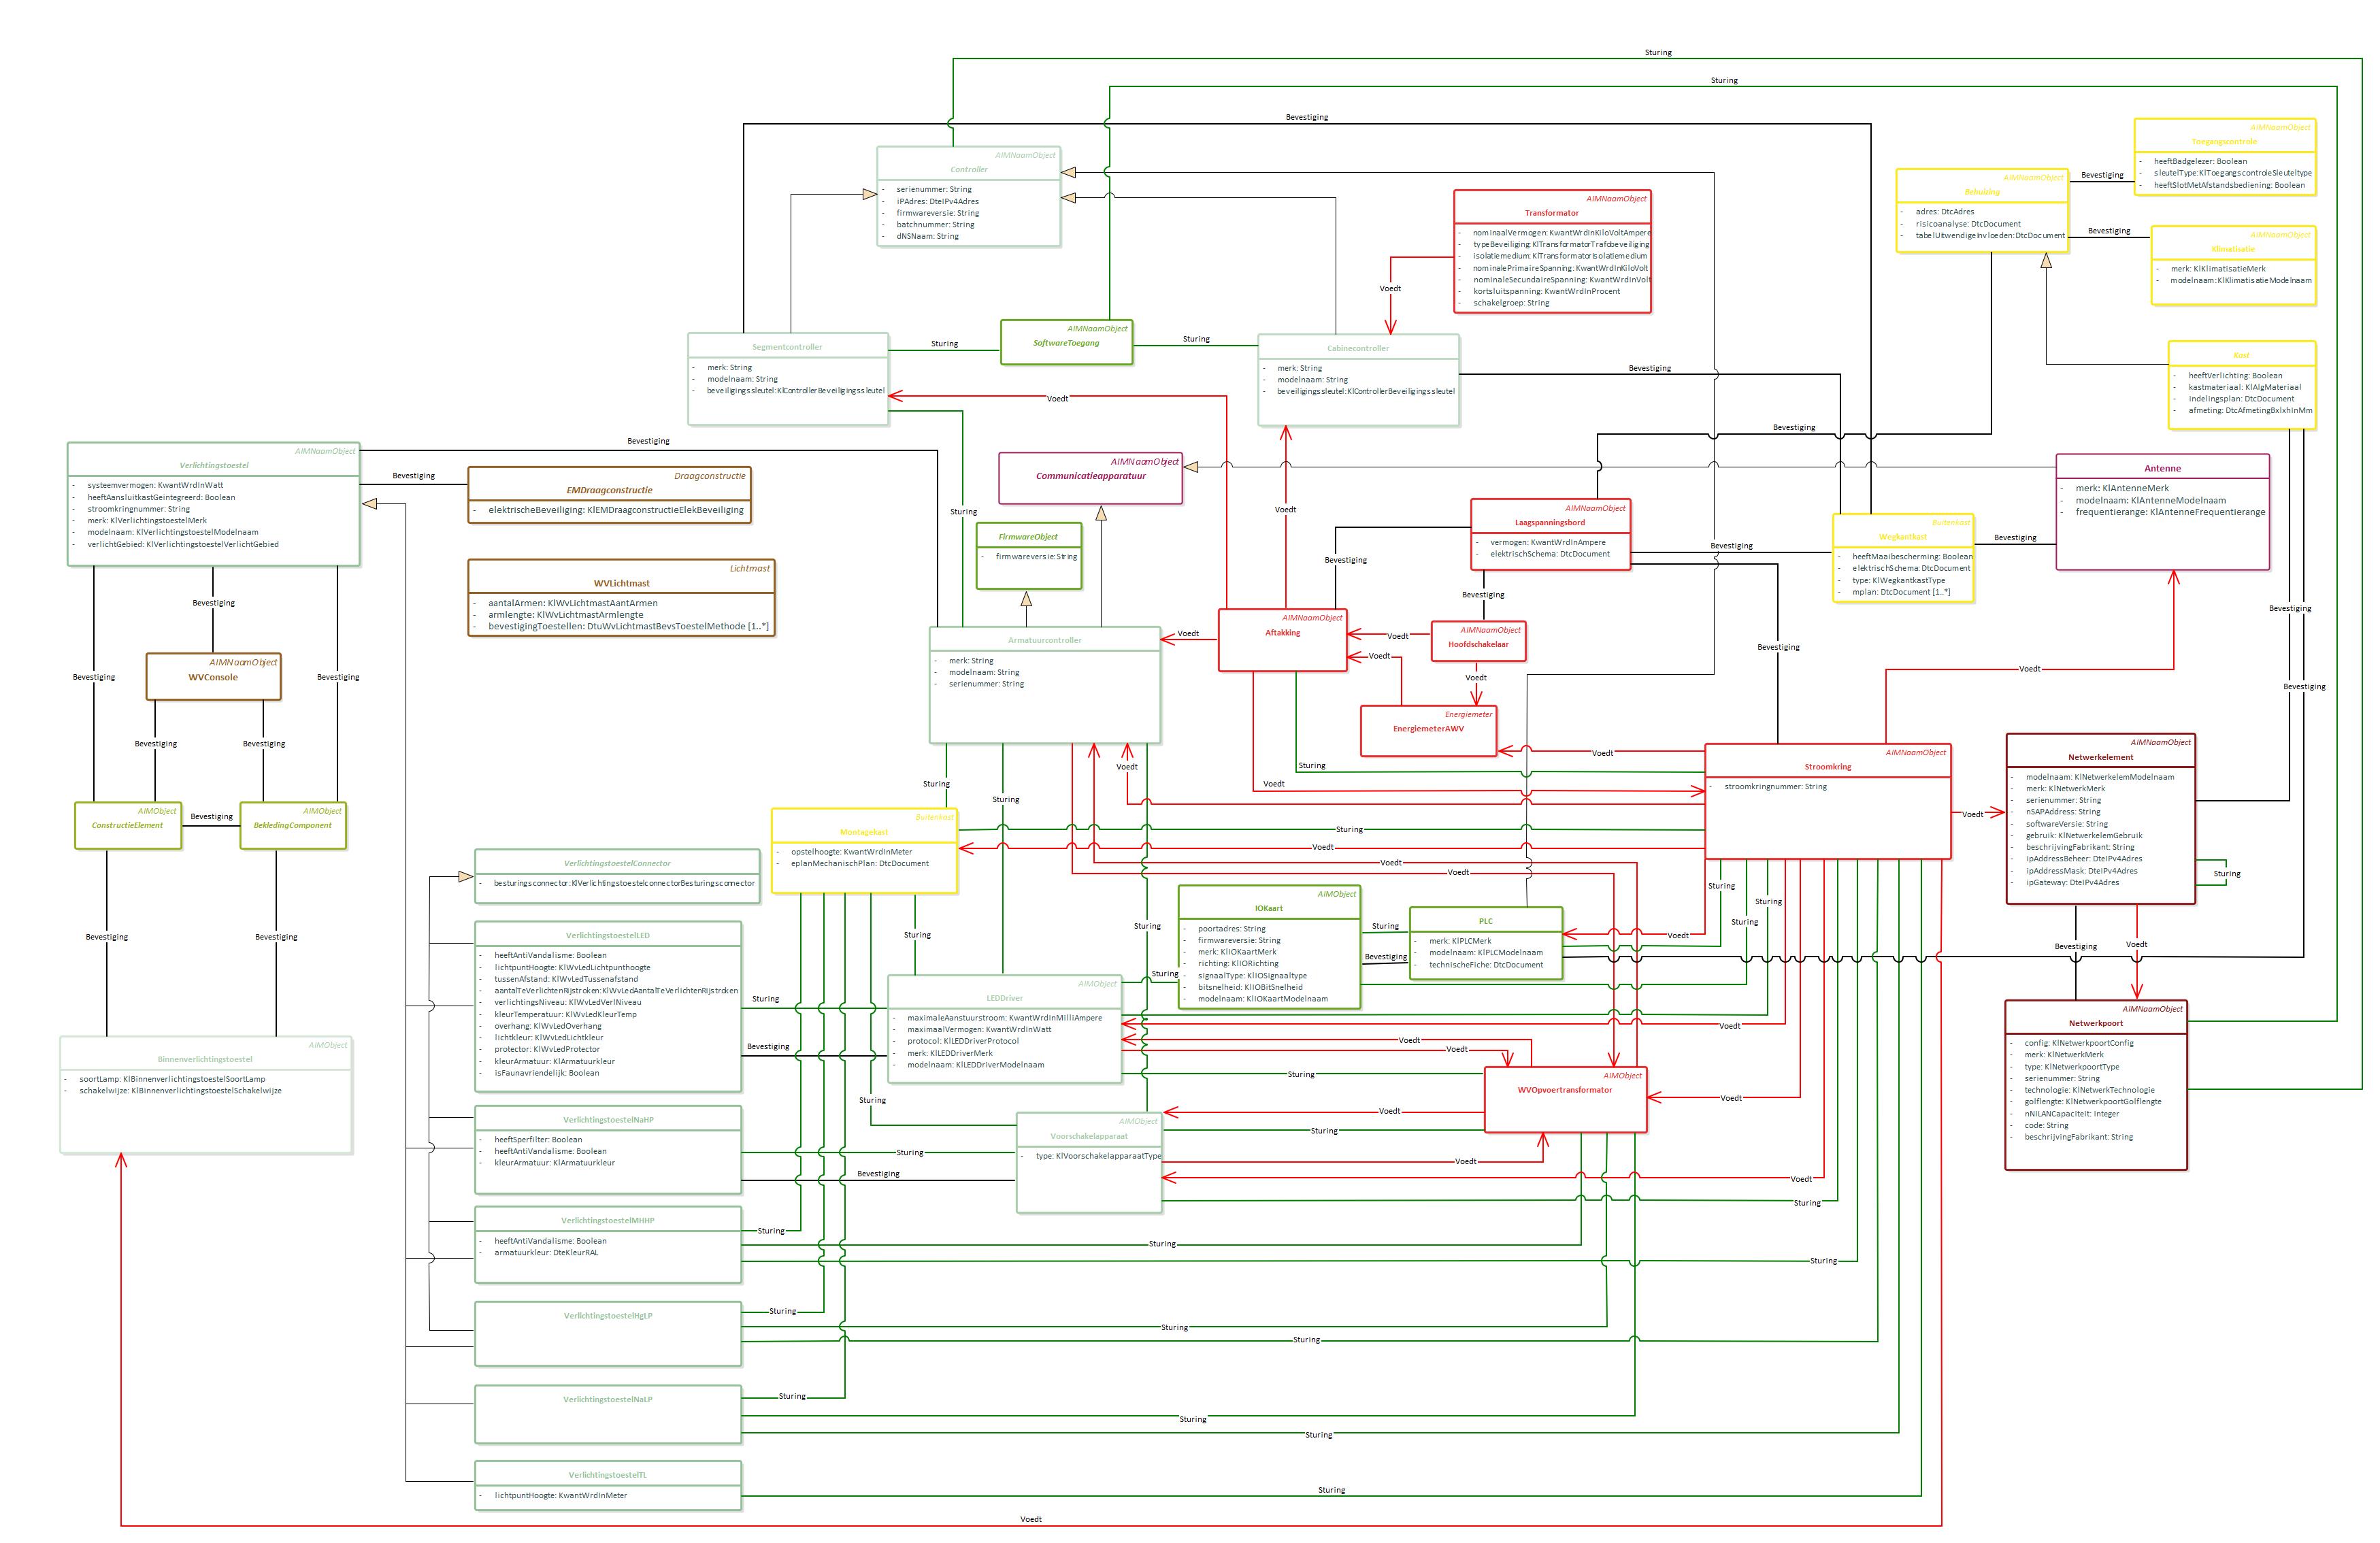 Sturing
Sturing
Bevestiging
AIMNaamObject
Controller
- serienummer: String
- iPAdres: DteIPv4Adres
- firmwareversie: String
- batchnummer: String
- dNSNaam: String
AIMNaamObject
Toegangscontrole
- heeftBadgelezer: Boolean
- sleutelType: KlToegangscontroleSleuteltype
- heeftSlotMetAfstandsbediening: Boolean
Bevestiging
AIMNaamObject
Behuizing
- adres: DtcAdres
- risicoanalyse: DtcDocument
- tabelUitwendigeInvloeden: DtcDocument
Bevestiging
AIMNaamObject
Klimatisatie
- merk: KlKlimatisatieMerk
- modelnaam: KlKlimatisatieModelnaam
AIMNaamObject
Transformator
- nominaalVermogen: KwantWrdInKiloVoltAmpere
- typeBeveiliging: KlTransformatorTrafobeveiliging
- isolatiemedium: KlTransformatorIsolatiemedium
- nominalePrimaireSpanning: KwantWrdInKiloVolt
- nominaleSecundaireSpanning: KwantWrdInVolt
- kortsluitspanning: KwantWrdInProcent
- schakelgroep: String
Voedt
Segmentcontroller
- merk: String
- modelnaam: String
- beveiligingssleutel: KlControllerBeveiligingssleutel
Sturing
AIMNaamObject
SoftwareToegang
Sturing
Cabinecontroller
- merk: String
- modelnaam: String
- beveiligingssleutel: KlControllerBeveiligingssleutel
Bevestiging
AIMNaamObject
Kast
- heeftVerlichting: Boolean
- kastmateriaal: KlAlgMateriaal
- indelingsplan: DtcDocument
- afmeting: DtcAfmetingBxlxhInMm
Voedt
Bevestiging
Bevestiging
AIMNaamObject
Verlichtingstoestel
- systeemvermogen: KwantWrdInWatt
- heeftAansluitkastGeintegreerd: Boolean
- stroomkringnummer: String
- merk: KlVerlichtingstoestelMerk
- modelnaam: KlVerlichtingstoestelModelnaam
- verlichtGebied: KlVerlichtingstoestelVerlichtGebied
Bevestiging
Draagconstructie
EMDraagconstructie
- elektrischeBeveiliging: KlEMDraagconstructieElekBeveiliging
Sturing
AIMNaamObject
Communicatieapparatuur
Voedt
AIMNaamObject
Laagspanningsbord
- vermogen: KwantWrdInAmpere
- elektrischSchema: DtcDocument
Bevestiging
Buitenkast
Wegkantkast
- heeftMaaibescherming: Boolean
- elektrischSchema: DtcDocument
- type: KlWegkantkastType
- mplan: DtcDocument [1..*]
Bevestiging
Antenne
- merk: KlAntenneMerk
- modelnaam: KlAntenneModelnaam
- frequentierange: KlAntenneFrequentierange
FirmwareObject
- firmwareversie: String
Lichtmast
WVLichtmast
- aantalArmen: KlWvLichtmastAantArmen
- armlengte: KlWvLichtmastArmlengte
- bevestigingToestellen: DtuWvLichtmastBevsToestelMethode [1..*]
Bevestiging
Bevestiging
Bevestiging
Bevestiging
AIMNaamObject
WVConsole
Bevestiging
Bevestiging
Bevestiging
Bevestiging
Armatuurcontroller
- merk: String
- modelnaam: String
- serienummer: String
Voedt
AIMNaamObject
Aftakking
Voedt
AIMNaamObject
Hoofdschakelaar
Voedt
Voedt
Energiemeter
EnergiemeterAWV
Bevestiging
Voedt
Bevestiging
Bevestiging
Voedt
Voedt
Sturing
Voedt
Sturing
Sturing
AIMNaamObject
Stroomkring
- stroomkringnummer: String
Voedt
AIMNaamObject
Netwerkelement
- modelnaam: KlNetwerkelemModelnaam
- merk: KlNetwerkMerk
- serienummer: String
- nSAPAddress: String
- softwareVersie: String
- gebruik: KlNetwerkelemGebruik
- beschrijvingFabrikant: String
- ipAddressBeheer: DteIPv4Adres
- ipAddressMask: DteIPv4Adres
- ipGateway: DteIPv4Adres
Sturing
AIMObject
ConstructieElement
Bevestiging
AIMObject
BekledingComponent
Buitenkast
Montagekast
- opstelhoogte: KwantWrdInMeter
- eplanMechanischPlan: DtcDocument
Sturing
Voedt
Voedt
Voedt
VerlichtingstoestelConnector
- besturingsconnector: KlVerlichtingstoestelconnectorBesturingsconnector
Sturing
Sturing
Sturing
AIMObject
IOKaart
- poortadres: String
- firmwareversie: String
- merk: KlIOKaartMerk
- richting: KlIORichting
- signaalType: KlIOSignaaltype
- bitsnelheid: KlIOBitSnelheid
- modelnaam: KlIOKaartModelnaam
Sturing
Bevestiging
PLC
- merk: KlPLCMerk
- modelnaam: KlPLCModelnaam
- technischeFiche: DtcDocument
Voedt
Bevestiging
Bevestiging
Sturing
Sturing
Sturing
Bevestiging
Voedt
VerlichtingstoestelLED
- heeftAntiVandalisme: Boolean
- lichtpuntHoogte: KlWvLedLichtpunthoogte
- tussenAfstand: KlWvLedTussenafstand
- aantalTeVerlichtenRijstroken: KlWvLedAantalTeVerlichtenRijstroken
- verlichtingsNiveau: KlWvLedVerlNiveau
- kleurTemperatuur: KlWvLedKleurTemp
- overhang: KlWvLedOverhang
- lichtkleur: KlWvLedLichtkleur
- protector: KlWvLedProtector
- kleurArmatuur: KlArmatuurkleur
- isFaunavriendelijk: Boolean
Sturing
Bevestiging
AIMObject
LEDDriver
- maximaleAanstuurstroom: KwantWrdInMilliAmpere
- maximaalVermogen: KwantWrdInWatt
- protocol: KlLEDDriverProtocol
- merk: KlLEDDriverMerk
- modelnaam: KlLEDDriverModelnaam
Voedt
Voedt
Voedt
Sturing
AIMObject
WVOpvoertransformator
Voedt
AIMNaamObject
Netwerkpoort
- config: KlNetwerkpoortConfig
- merk: KlNetwerkMerk
- type: KlNetwerkpoortType
- serienummer: String
- technologie: KlNetwerkTechnologie
- golflengte: KlNetwerkpoortGolflengte
- nNILANCapaciteit: Integer
- code: String
- beschrijvingFabrikant: String
AIMObject
Binnenverlichtingstoestel
- soortLamp: KlBinnenverlichtingstoestelSoortLamp
- schakelwijze: KlBinnenverlichtingstoestelSchakelwijze
Sturing
VerlichtingstoestelNaHP
- heeftSperfilter: Boolean
- heeftAntiVandalisme: Boolean
- kleurArmatuur: KlArmatuurkleur
Sturing
Bevestiging
AIMObject
Voorschakelapparaat
- type: KlVoorschakelapparaatType
Voedt
Sturing
Voedt
Voedt
Sturing
VerlichtingstoestelMHHP
- heeftAntiVandalisme: Boolean
- armatuurkleur: DteKleurRAL
Sturing
Sturing
Sturing
VerlichtingstoestelHgLP
Sturing
Sturing
Sturing
VerlichtingstoestelNaLP
Sturing
Sturing
Sturing
VerlichtingstoestelTL
- lichtpuntHoogte: KwantWrdInMeter
Sturing
Voedt